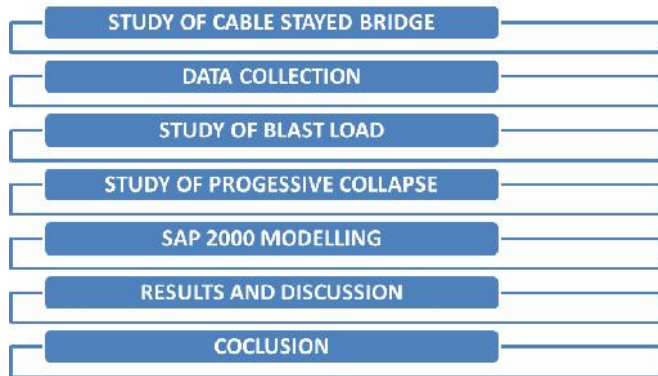 STUDY OF CABLE STAYED BRIDGE
DATA COLLECTION
STUDY OF BLAST LOAD
STUDY OF PROGESSIVE COLLAPSE
SAP 2000 MODELLING
RESULTS AND DISCUSSION
COCLUSION